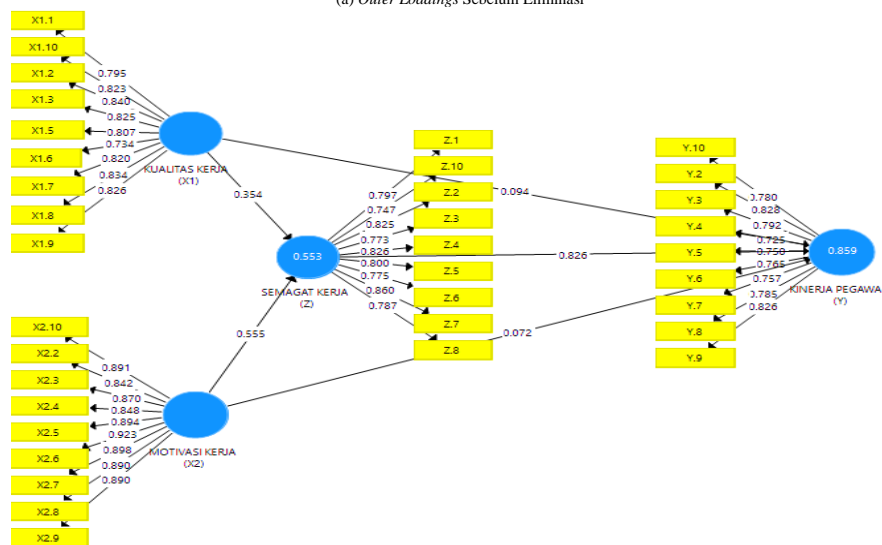 (a) Outer Loadings Sebelum Eliminasi
X1.1
X1.10
X1.2
X1.3
X1.5
X1.6
X1.7
X1.8
X1.9
0.795
0.823
0.840
0.825
0.807
0.734
0.820
0.834
0.826
KUALITAS KERJA
(X1)
0.354
0.094
X2.10
X2.2
X2.3
X2.4
X2.5
X2.6
X2.7
X2.8
X2.9
0.891
0.842
0.870
0.848
0.894
0.923
0.898
0.890
0.890
MOTIVASI KERJA
(X2)
0.555
0.072
0.553
SEMAGAT KERJA
(Z)
0.826
0.797
0.747
0.825
0.773
0.826
0.800
0.775
0.860
0.787
Z.1
Z.10
Z.2
Z.3
Z.4
Z.5
Z.6
Z.7
Z.8
Y.10
Y.2
Y.3
Y.4
Y.5
Y.6
Y.7
Y.8
Y.9
0.780
0.828
0.792
0.725
0.750
0.765
0.757
0.785
0.826
0.859
KINERJA PEGAWA
(Y)